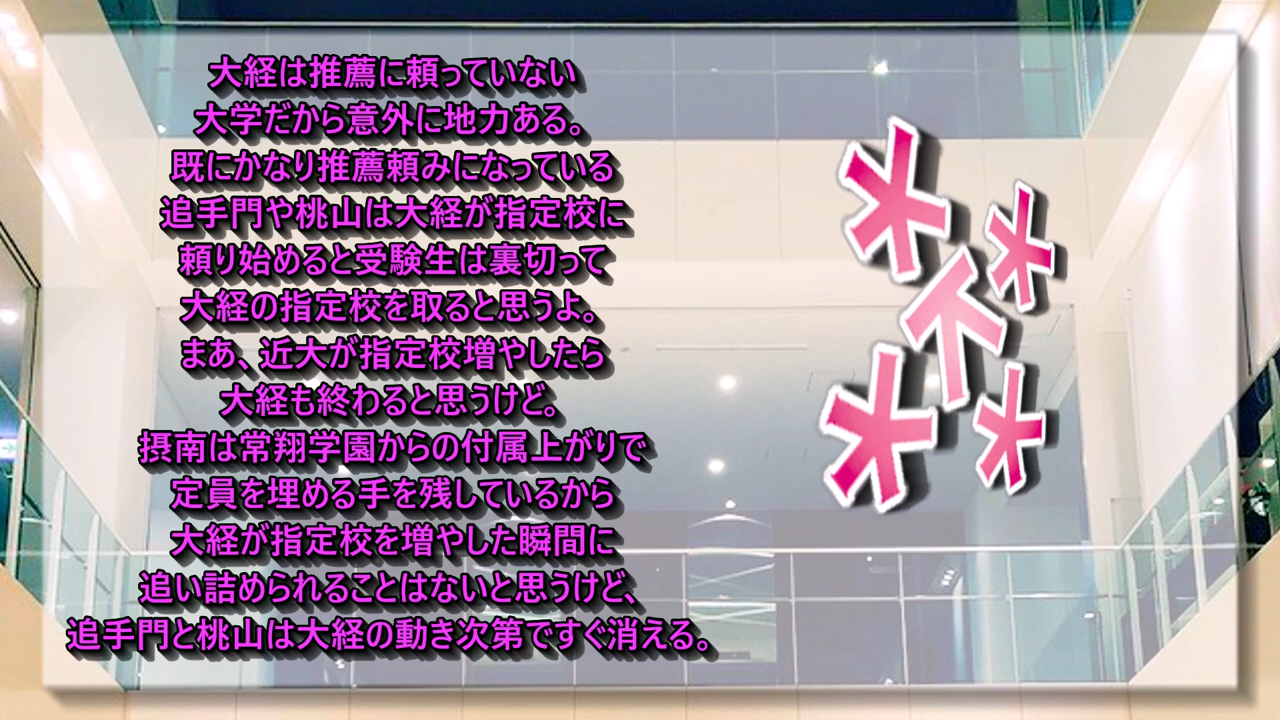 大経は推薦に頼っていない
大学だから意外に地力ある。
既にかなり推薦頼みになっている
追手門や桃山は大経が指定校に
頼り始めると受験生は裏切って
大経の指定校を取ると思うよ。
まあ、近大が指定校増やしたら
大経も終わると思うけど。
摂南は常翔学園からの付属上がりで
定員を埋める手を残しているから
大経が指定校を増やした瞬間に
追い詰められることはないと思うけど、
追手門と桃山は大経の動き次第ですぐ消える。